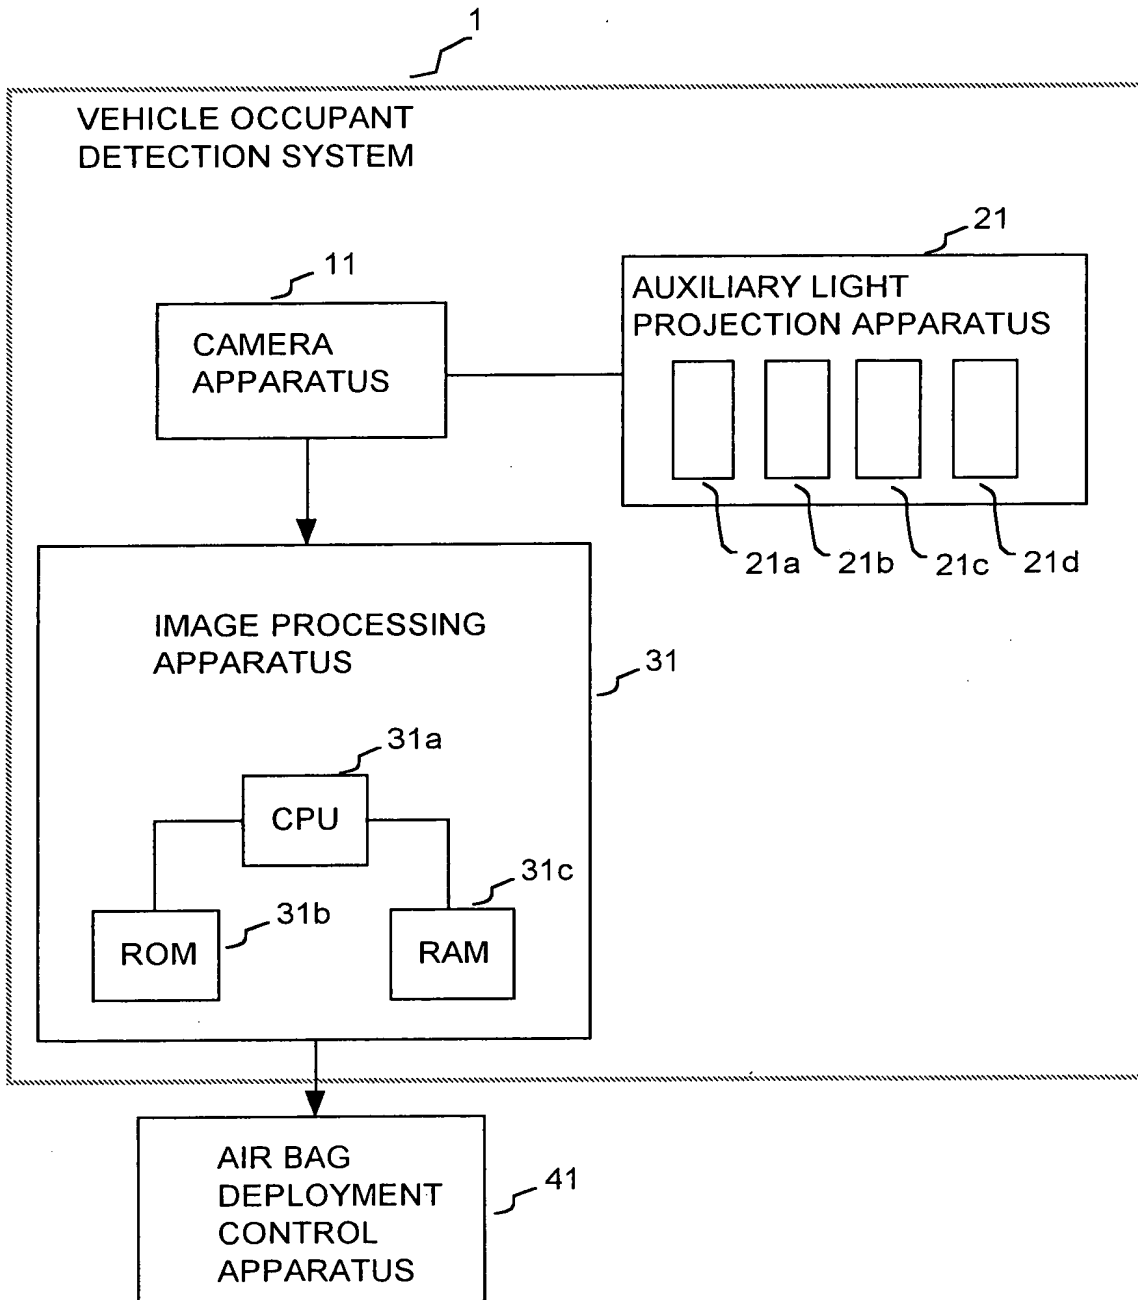 1
VEHICLE OCCUPANT
DETECTION SYSTEM
21
11
AUXILIARY LIGHT
PROJECTION APPARATUS
CAMERA
APPARATUS
21a
21b
21c
21d
IMAGE PROCESSING
APPARATUS
31
31a
CPU
31c
31b
ROM
RAM
AIR BAG
DEPLOYMENT
CONTROL
APPARATUS
41